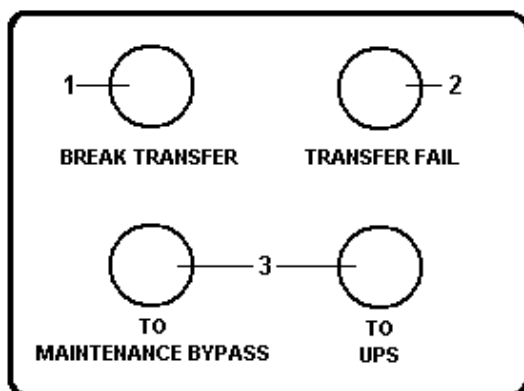 1
2
BREAK TRANSFER
TRANSFER FAIL
3
TO
MAINTENANCE BYPASS
TO
UPS